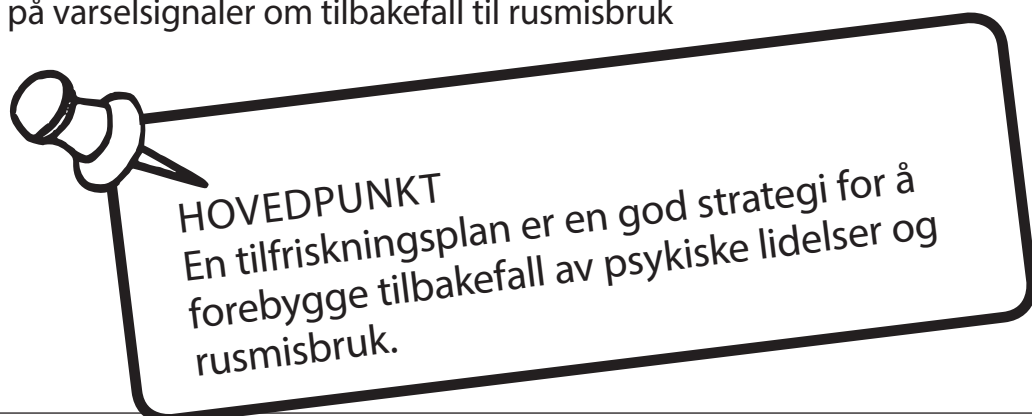 på varselsignaler om tilbakefall til rusmisbruk
HOVEDPUNKT
En tilfriskningsplan er en god strategi for å
forebygge tilbakefall av psykiske lidelser og
rusmisbruk.